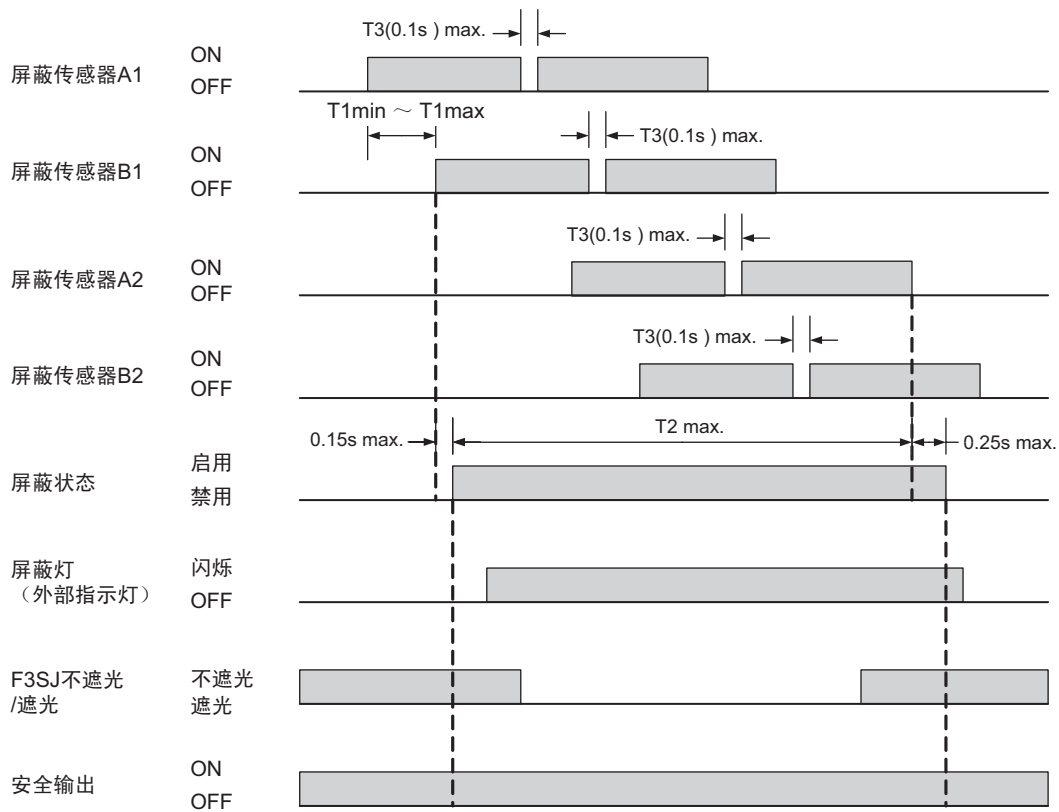 T3(0.1s ) max.
屏蔽传感器A1
ON
OFF
T1min ～ T1max
T3(0.1s ) max.
屏蔽传感器B1
ON
OFF
T3(0.1s ) max.
屏蔽传感器A2
ON
OFF
T3(0.1s ) max.
屏蔽传感器B2
ON
OFF
0.15s max.
T2 max.
0.25s max.
屏蔽状态
启用
禁用
屏蔽灯
（外部指示灯）
闪烁
OFF
F3SJ不遮光
/遮光
不遮光
遮光
安全输出
ON
OFF